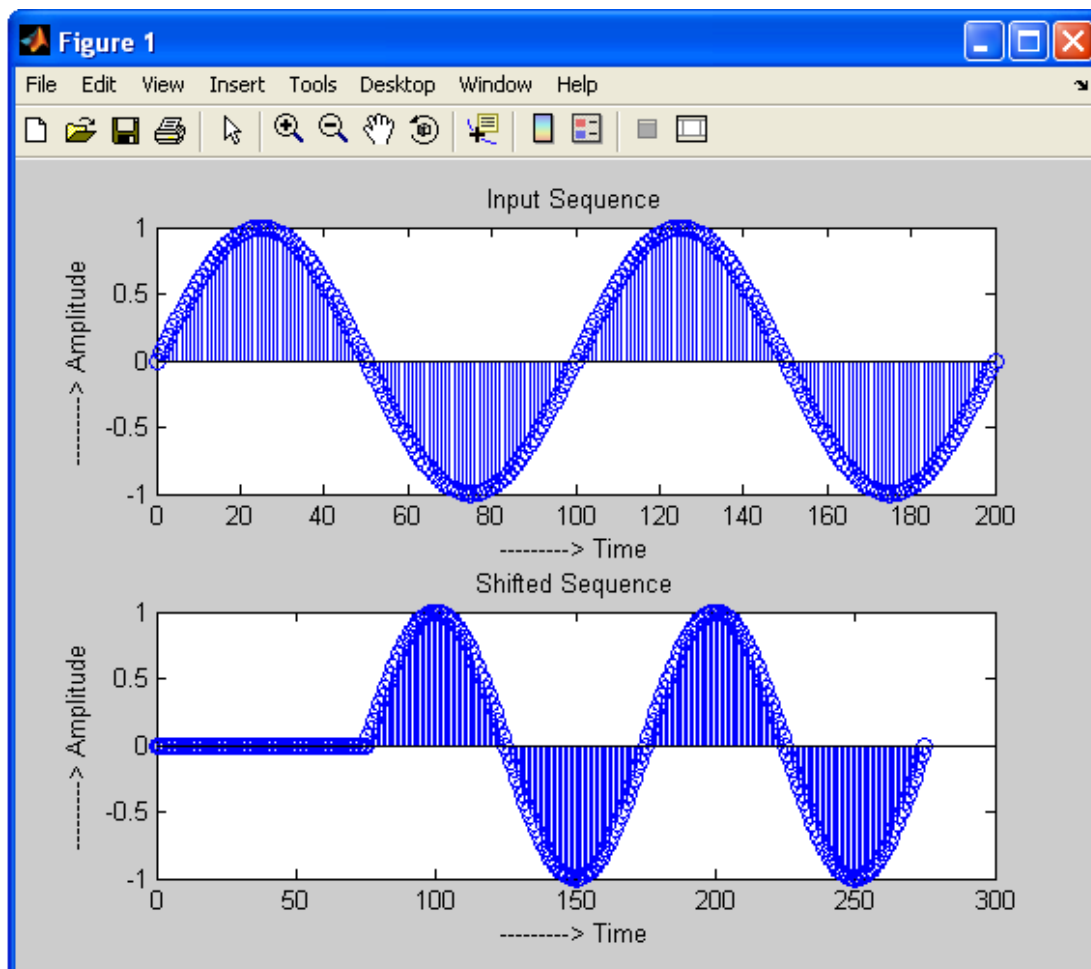 Figure 1
File Edit View Insert Tools Desktop Window Help
Input Sequence
1
0.5
0
-0.5
-1
--------> Amplitude
0 20 40 60 80 100 120 140 160 180 200
---------> Time
Shifted Sequence
1
0.5
0
-0.5
-1
--------> Amplitude
0 50 100 150 200 250 300
---------> Time